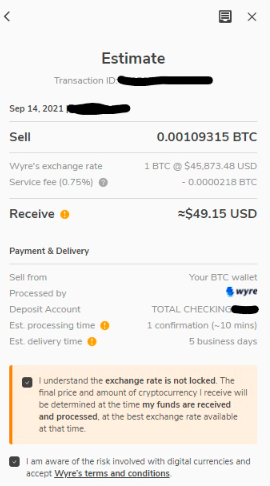 Estimate
Transaction ID:
Sep 14, 2021
Sell 0.00109315 BTC
Wyre's exchange rate 1 BTC @ $45,873.48 USD
Service fee (0.75%) ? - 0.0000218 BTC
Receive ! ≈$49.15 USD
Payment & Delivery
Sell from Your BTC wallet
Processed by wyre
Deposit Account TOTAL CHECKING
Est. processing time ! 1 confirmation (~10 mins)
Est. delivery time ! 5 business days
I understand the exchange rate is not locked. The
final price and amount of cryptocurrency I receive will
be determined at the time my funds are received
and processed, at the best exchange rate available
at that time.
I am aware of the risk involved with digital currencies and
accept Wyre's terms and conditions.